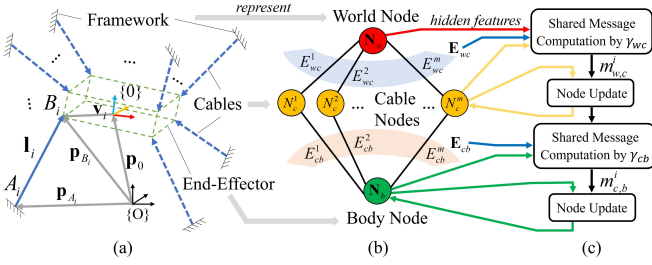 Framework
represent
World Node
hidden features
Shared Message
Computation by γwc
N
Ewc
E¹wc
E²wc
Eᵐwc
mⁱw,c
Node Update
...
...
...
...
{0}
Bᵢ
vᵢ
Cables
N¹c
N²c
...
Nᵐc
Cable
Nodes
lᵢ
pBᵢ
p₀
E¹cb
E²cb
...
Eᵐcb
Ecb
Shared Message
Computation by γcb
End-Effector
Aᵢ
pAᵢ
{O}
Nb
mⁱc,b
Node Update
Body Node
(a)
(b)
(c)